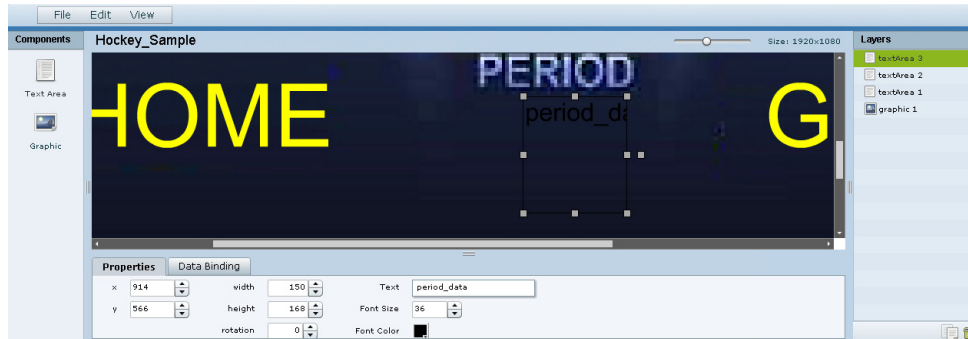 File Edit View
Components
Hockey_Sample
Size: 1920x1080
Layers
Text Area
Graphic
HOME
PERIOD
period_da
G
textArea 3
textArea 2
textArea 1
graphic 1
Properties Data Binding
x 914 width 150 Text period_data
y 566 height 168 Font Size 36
rotation 0 Font Color